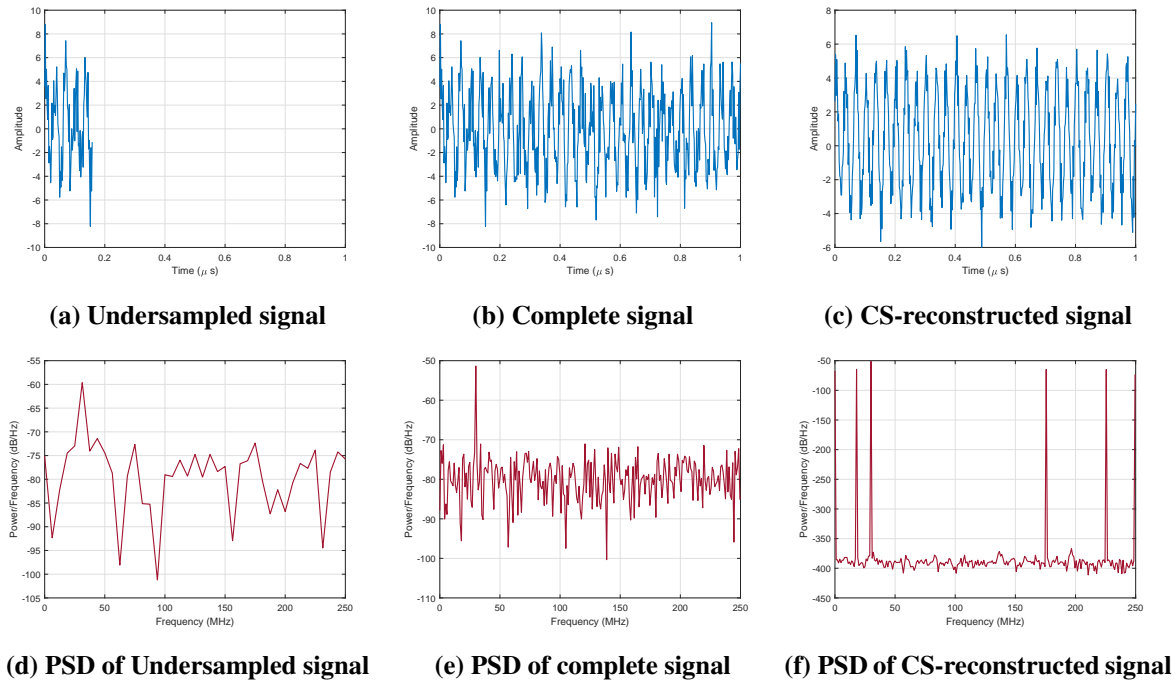 10
8
6
4
2
0
-2
-4
-6
-8
-10
Amplitude
0 0.2 0.4 0.6 0.8 1
Time (μ s)
(a) Undersampled signal
10
8
6
4
2
0
-2
-4
-6
-8
-10
Amplitude
0 0.2 0.4 0.6 0.8 1
Time (μ s)
(b) Complete signal
8
6
4
2
0
-2
-4
-6
Amplitude
0 0.2 0.4 0.6 0.8 1
Time (μ s)
(c) CS-reconstructed signal
-55
-60
-65
-70
-75
-80
-85
-90
-95
-100
-105
Power/Frequency (dB/Hz)
0 50 100 150 200 250
Frequency (MHz)
(d) PSD of Undersampled signal
-50
-60
-70
-80
-90
-100
-110
Power/Frequency (dB/Hz)
0 50 100 150 200 250
Frequency (MHz)
(e) PSD of complete signal
-50
-100
-150
-200
-250
-300
-350
-400
-450
Power/Frequency (dB/Hz)
0 50 100 150 200 250
Frequency (MHz)
(f) PSD of CS-reconstructed signal